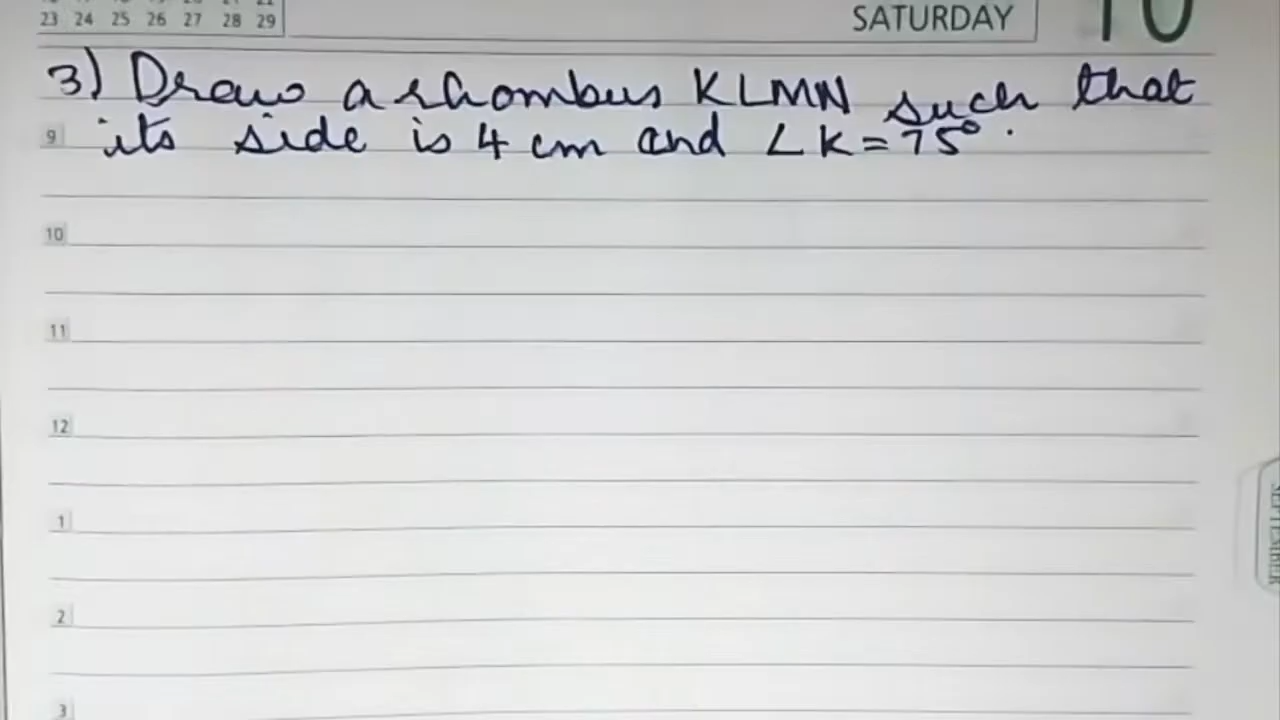 23 24 25 26 27 28 29
SATURDAY 10
3) Draw a rhombus KLMN such that
9 its side is 4 cm and ∠K=75°.
10
11
12
1
2
3
SEPTEMBER